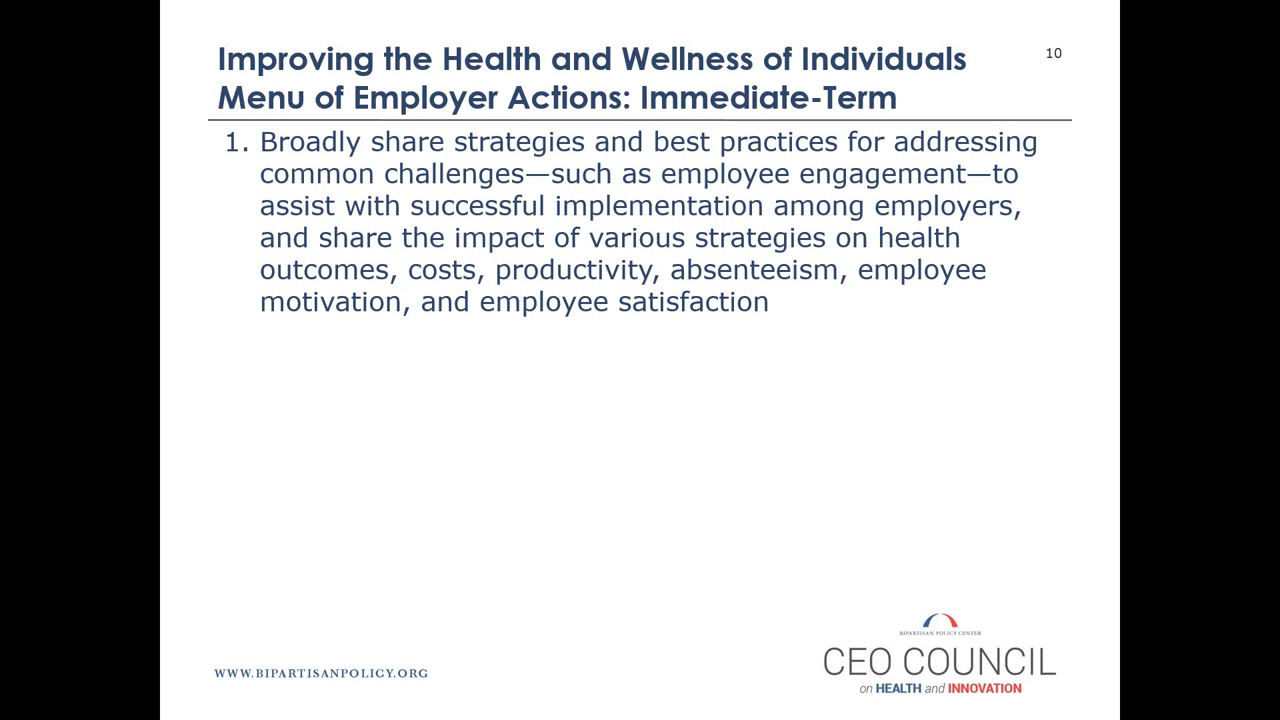 Improving the Health and Wellness of Individuals
Menu of Employer Actions: Immediate-Term
10
1. Broadly share strategies and best practices for addressing
common challenges—such as employee engagement—to
assist with successful implementation among employers,
and share the impact of various strategies on health
outcomes, costs, productivity, absenteeism, employee
motivation, and employee satisfaction
WWW.BIPARTISANPOLICY.ORG
BIPARTISAN POLICY CENTER
CEO COUNCIL
on HEALTH and INNOVATION